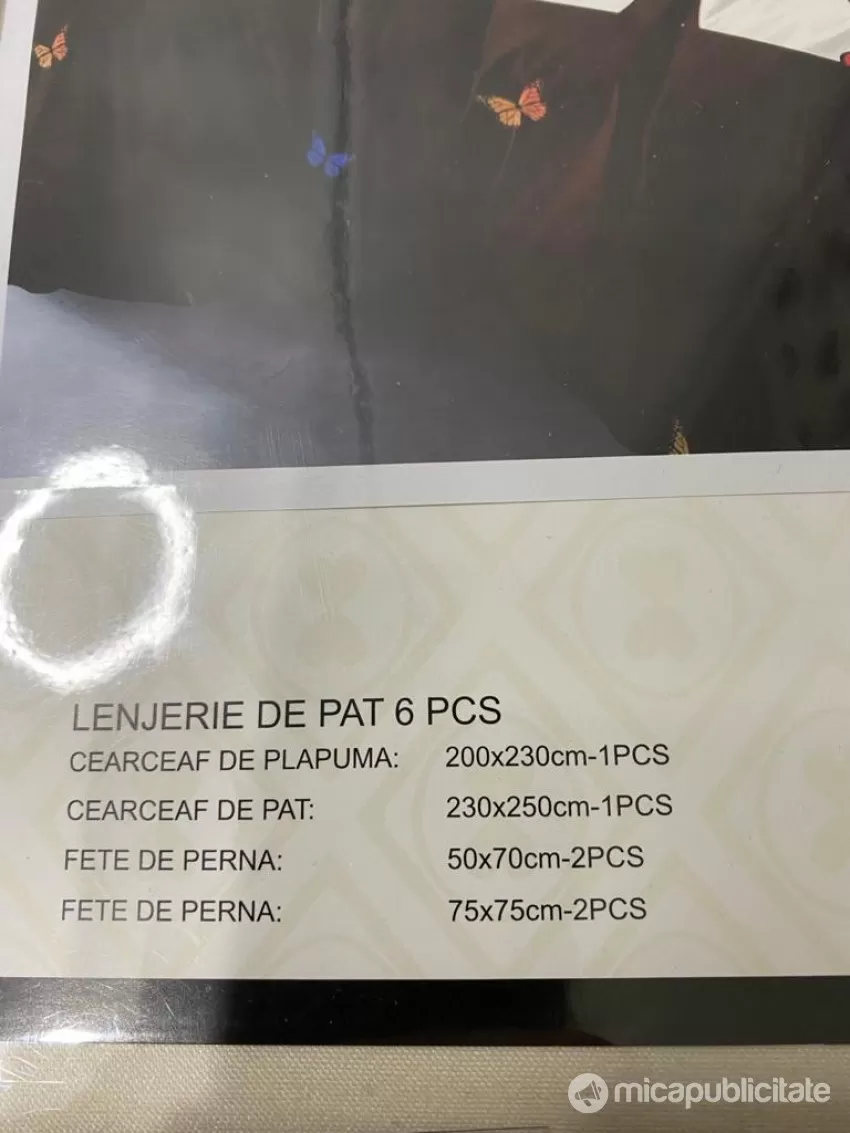 LENJERIE DE PAT 6 PCS
CEARCEAF DE PLAPUMA: 200x230cm-1PCS
CEARCEAF DE PAT: 230x250cm-1PCS
FETE DE PERNA: 50x70cm-2PCS
FETE DE PERNA: 75x75cm-2PCS
micapublicitate